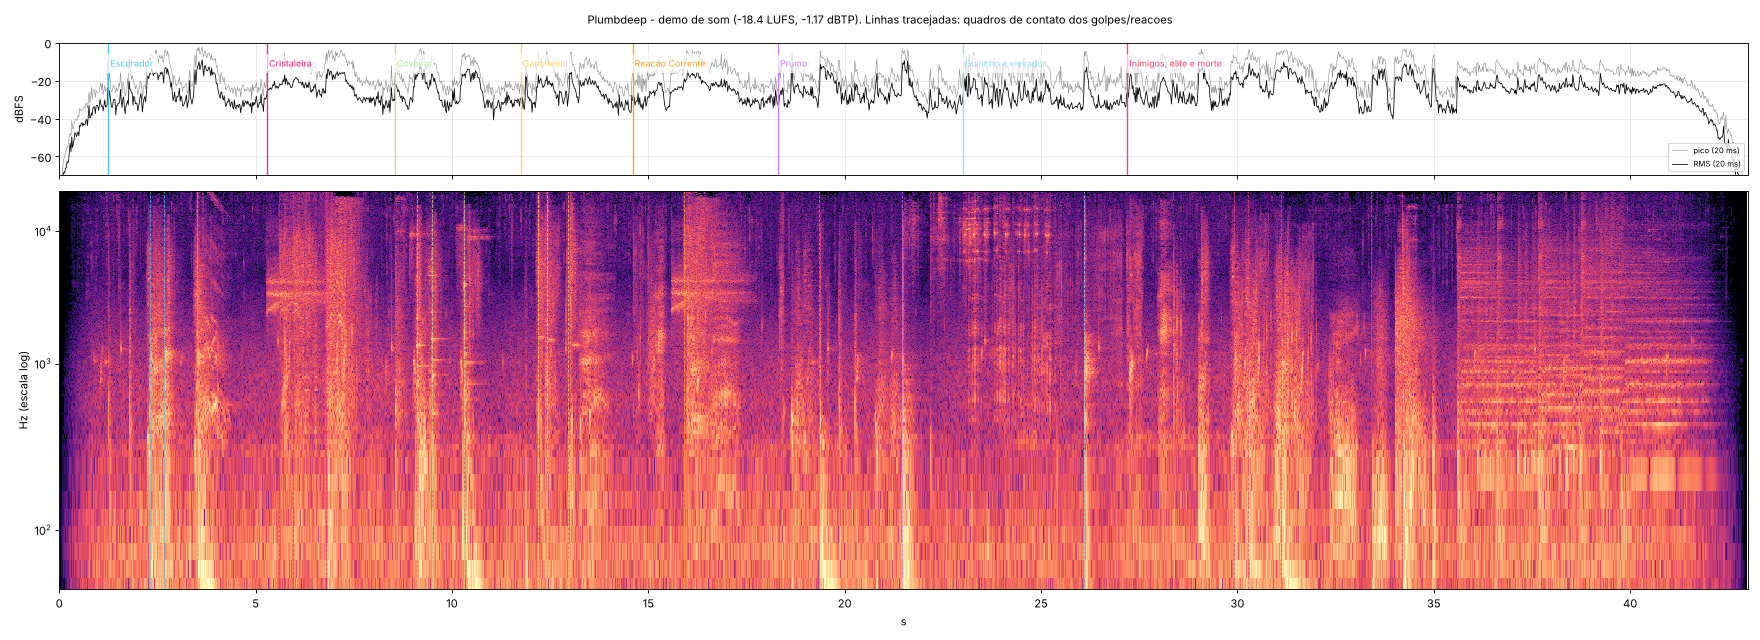 Plumbdeep - demo de som (-18.4 LUFS, -1.17 dBTP). Linhas tracejadas: quadros de contato dos golpes/reacoes
0
−20
−40
−60
dBFS
Escorador
Cristaleira
Coveiro
Reacao Corrente
Prumo
Guincho e elevador
Inimigos, elite e morte
pico (20 ms)
RMS (20 ms)
10⁴
10³
10²
Hz (escala log)
0 5 10 15 20 25 30 35 40
s